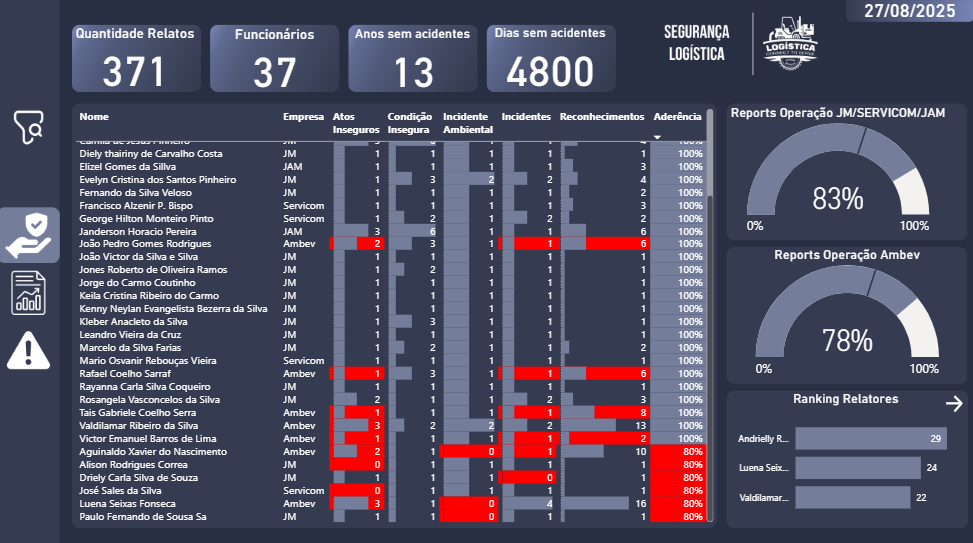 27/08/2025
Quantidade Relatos
371
Funcionários
37
Anos sem acidentes
13
Dias sem acidentes
4800
SEGURANÇA
LOGÍSTICA
LOGÍSTICA
CONNECT TO SERVE
Nome Empresa Atos Inseguros Condição Insegura Incidente Ambiental Incidentes Reconhecimentos Aderência
Camila de Jesus Pinheiro JM 100%
Diely thairiny de Carvalho Costa JM 1 1 1 1 1 100%
Elizel Gomes da Sillva JAM 1 1 1 1 3 100%
Evelyn Cristina dos Santos Pinheiro JM 1 3 2 2 4 100%
Fernando da Silva Veloso JM 1 1 1 1 2 100%
Francisco Alzenir P. Bispo Servicom 1 1 1 1 3 100%
George Hilton Monteiro Pinto Servicom 1 2 1 2 2 100%
Janderson Horacio Pereira JAM 3 6 1 1 6 100%
João Pedro Gomes Rodrigues Ambev 2 3 1 1 6 100%
João Victor da Silva e Silva JM 1 1 1 1 1 100%
Jones Roberto de Oliveira Ramos JM 1 2 1 1 1 100%
Jorge do Carmo Coutinho JM 1 1 1 1 1 100%
Keila Cristina Ribeiro do Carmo JM 1 1 1 1 1 100%
Kenny Neylan Evangelista Bezerra da Silva JM 1 1 1 1 1 100%
Kleber Anacleto da Silva JM 1 3 1 1 1 100%
Leandro Vieira da Cruz JM 1 1 1 1 1 100%
Marcelo da Silva Farias JM 1 2 1 1 2 100%
Mario Osvanir Rebouças Vieira Servicom 1 1 1 1 1 100%
Rafael Coelho Sarraf Ambev 1 3 1 1 6 100%
Rayanna Carla Silva Coqueiro JM 1 1 1 1 1 100%
Rosangela Vasconcelos da Silva JM 2 1 1 2 3 100%
Tais Gabriele Coelho Serra Ambev 1 1 1 1 8 100%
Valdilamar Ribeiro da Silva Ambev 3 2 2 2 13 100%
Victor Emanuel Barros de Lima Ambev 1 1 1 1 2 100%
Aguinaldo Xavier do Nascimento Ambev 2 1 0 1 10 80%
Alison Rodrigues Correa JM 0 1 1 1 1 80%
Driely Carla Silva de Souza JM 1 1 1 0 1 80%
José Sales da Silva Servicom 0 1 1 1 1 80%
Luena Seixas Fonseca Ambev 3 1 0 4 16 80%
Paulo Fernando de Sousa Sa JM 1 1 0 1 1 80%
Reports Operação JM/SERVICOM/JAM
83%
0% 100%
Reports Operação Ambev
78%
0% 100%
Ranking Relatores
Andrielly R... 29
Luena Seix... 24
Valdilamar... 22